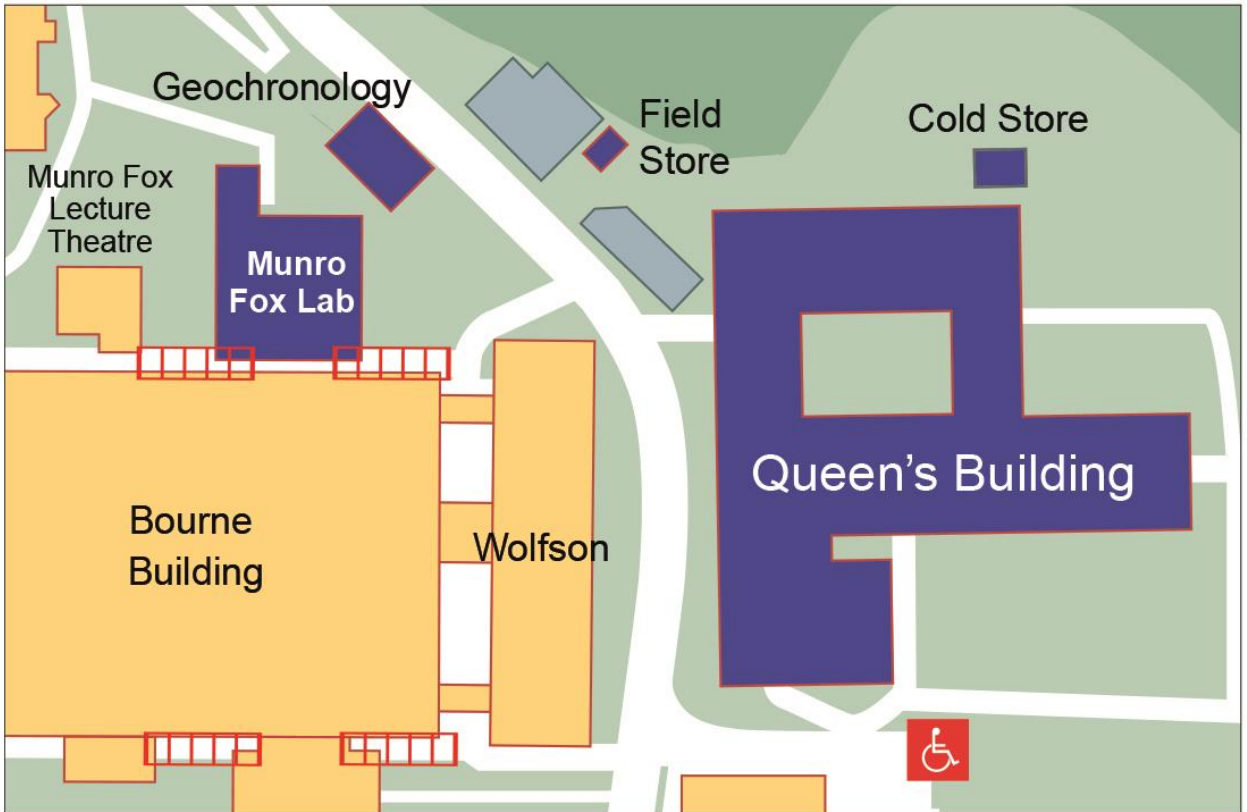 Geochronology
Field
Store
Cold Store
Munro Fox
Lecture
Theatre
Munro
Fox Lab
Queen's Building
Bourne
Building
Wolfson